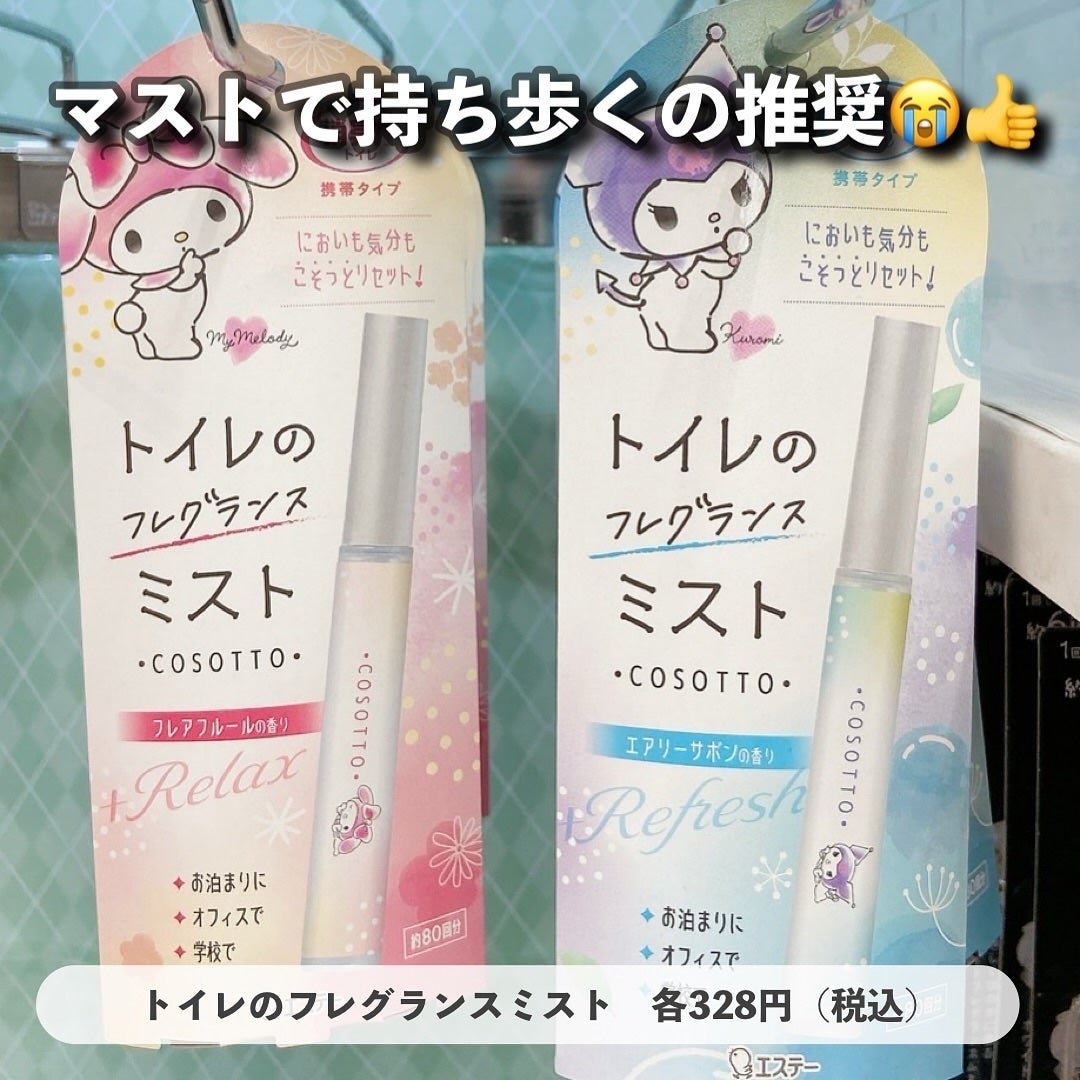 マストで持ち歩くの推奨😭👍
トイレ
携帯タイプ
においも気分も
こそっとリセット!
My Melody
トイレの
フレグランス
ミスト
・COSOTTO・
フレアフルールの香り
+Relax
お泊まりに
オフィスで
学校で
・COSOTTO・
約80回分
携帯タイプ
においも気分も
こそっとリセット!
Kuromi
トイレの
フレグランス
ミスト
・COSOTTO・
エアリーサボンの香り
+Refresh
お泊まりに
オフィスで
・COSOTTO・
トイレのフレグランスミスト 各328円(税込)
エステー